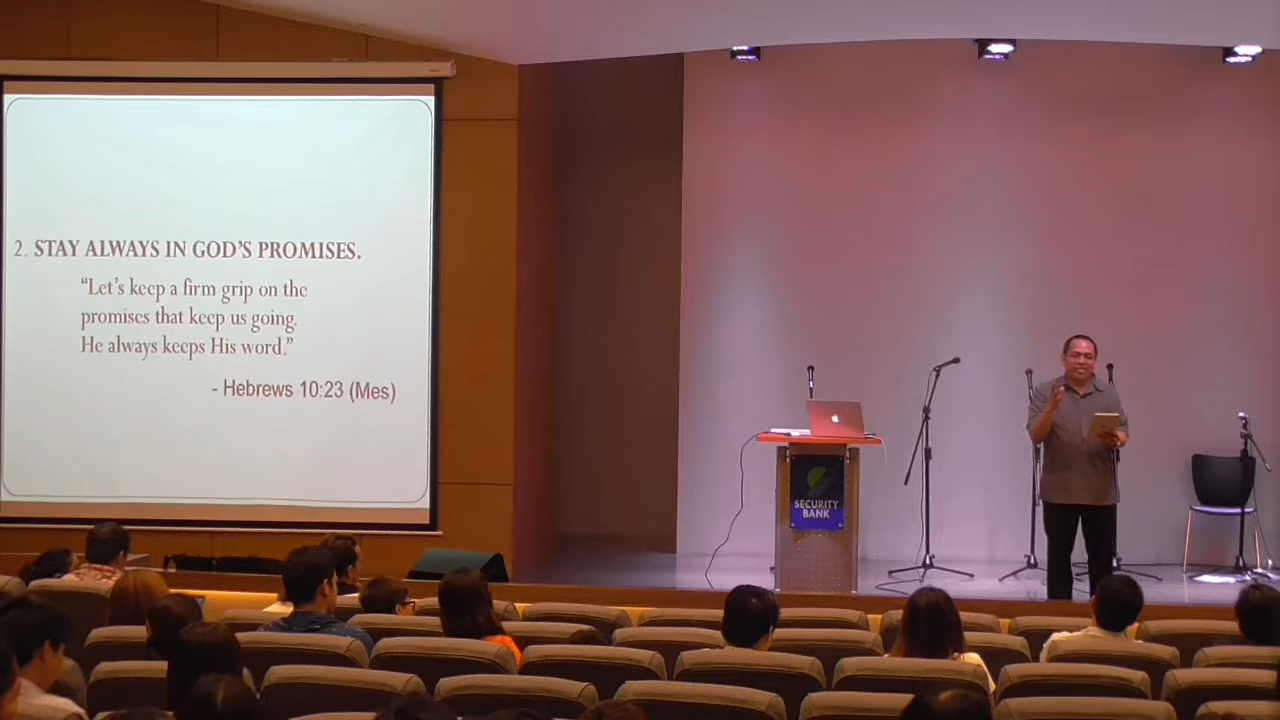 2. STAY ALWAYS IN GOD'S PROMISES.
“Let's keep a firm grip on the
promises that keep us going.
He always keeps His word.”
- Hebrews 10:23 (Mes)
SECURITY
BANK